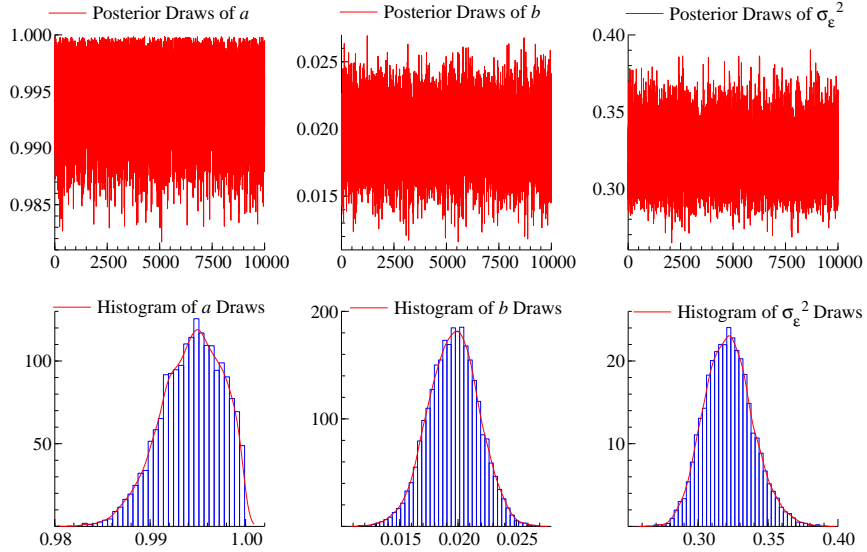 Posterior Draws of a
1.000
0.995
0.990
0.985
0 2500 5000 7500 10000
Posterior Draws of b
0.025
0.020
0.015
0 2500 5000 7500 10000
Posterior Draws of σε²
0.40
0.35
0.30
0 2500 5000 7500 10000
Histogram of a Draws
100
50
0.98 0.99 1.00
Histogram of b Draws
200
100
0.015 0.020 0.025
Histogram of σε² Draws
20
10
0.30 0.35 0.40